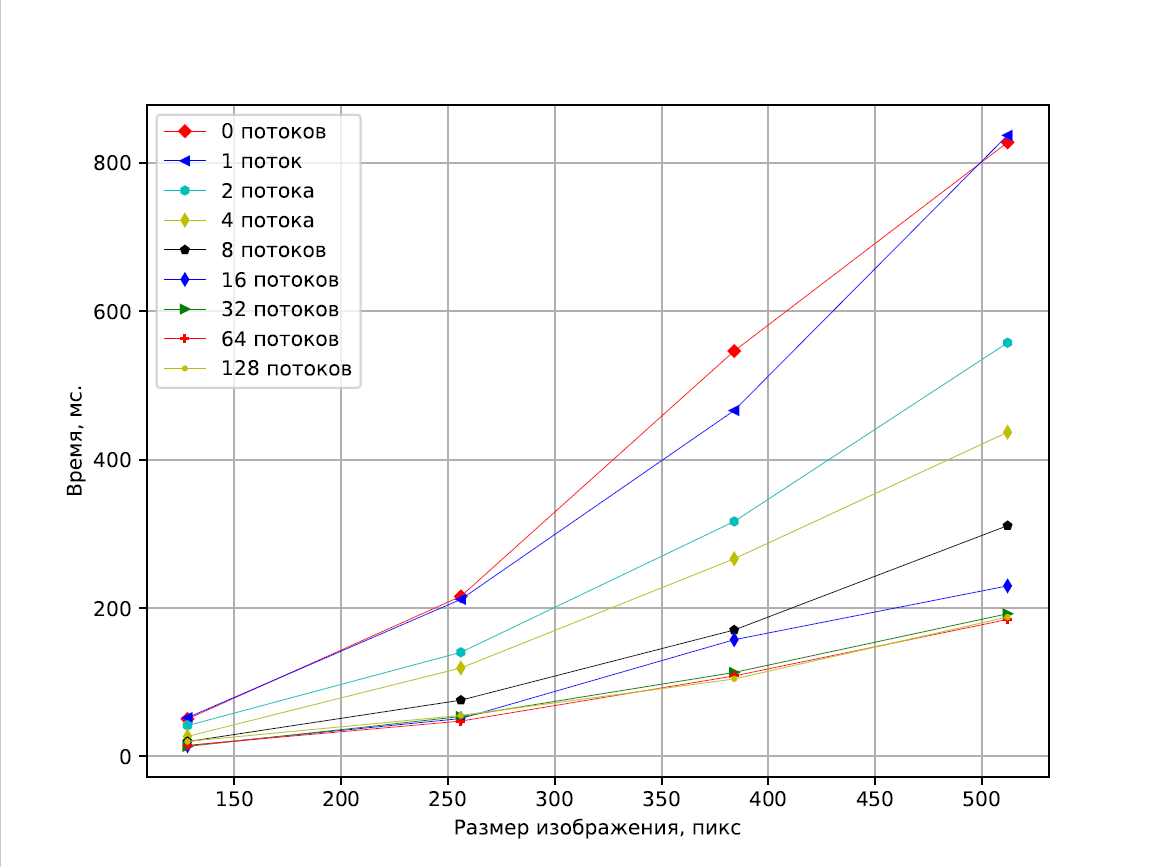 0 потоков
1 поток
2 потока
4 потока
8 потоков
16 потоков
32 потоков
64 потоков
128 потоков
800
600
400
200
0
Время, мс.
150 200 250 300 350 400 450 500
Размер изображения, пикс